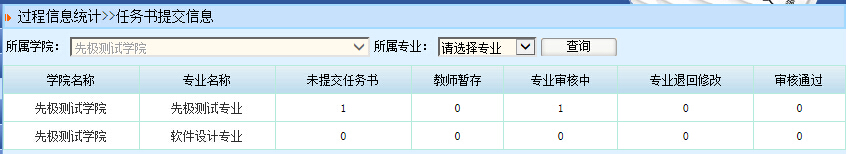 过程信息统计>>任务书提交信息
所属学院： 先极测试学院 所属专业： 请选择专业 查询
学院名称 专业名称 未提交任务书 教师暂存 专业审核中 专业退回修改 审核通过
先极测试学院 先极测试专业 1 0 1 0 0
先极测试学院 软件设计专业 0 0 0 0 0